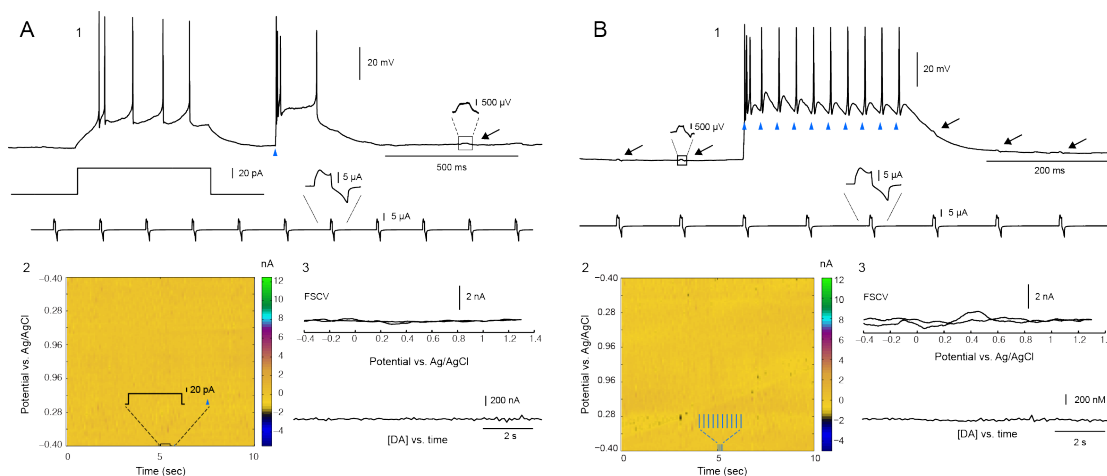 A
1
20 mV
500 µV
500 ms
20 pA
5 µA
5 µA
2
nA
−0.40
0.28
0.96
0.96
0.28
−0.40
Potential vs. Ag/AgCl
12
10
8
6
4
2
0
−2
−4
20 pA
0
5
10
Time (sec)
3
FSCV
2 nA
−0.4 −0.2 0 0.2 0.4 0.6 0.8 1 1.2 1.4
Potential vs. Ag/AgCl
200 nA
[DA] vs. time
2 s
B
1
20 mV
500µV
200 ms
5 µA
5 µA
2
nA
−0.40
0.28
0.96
0.96
0.28
−0.40
Potential vs. Ag/AgCl
12
10
8
6
4
2
0
−2
−4
0
5
10
Time (sec)
3
FSCV
2 nA
−0.4 −0.2 0 0.2 0.4 0.6 0.8 1 1.2 1.4
Potential vs. Ag/AgCl
200 nM
[DA] vs. time
2 s